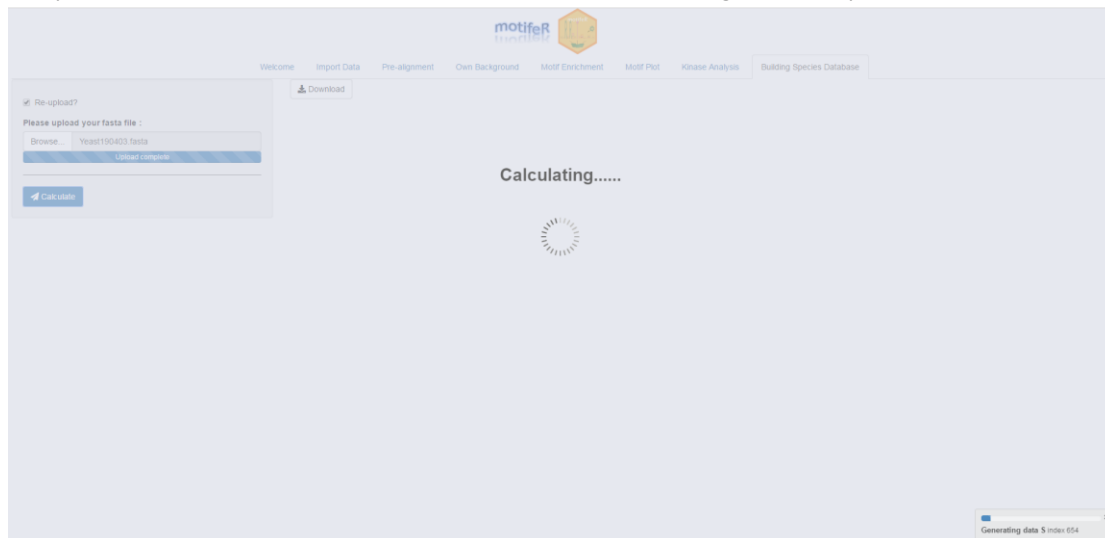 motifeR
Welcome Import Data Pre-alignment Own Background Motif Enrichment Motif Plot Kinase Analysis Building Species Database
Download
Re-upload?
Please upload your fasta file :
Browse... Yeast190403.fasta
Upload complete
Calculate
Calculating......
Generating data S index 654